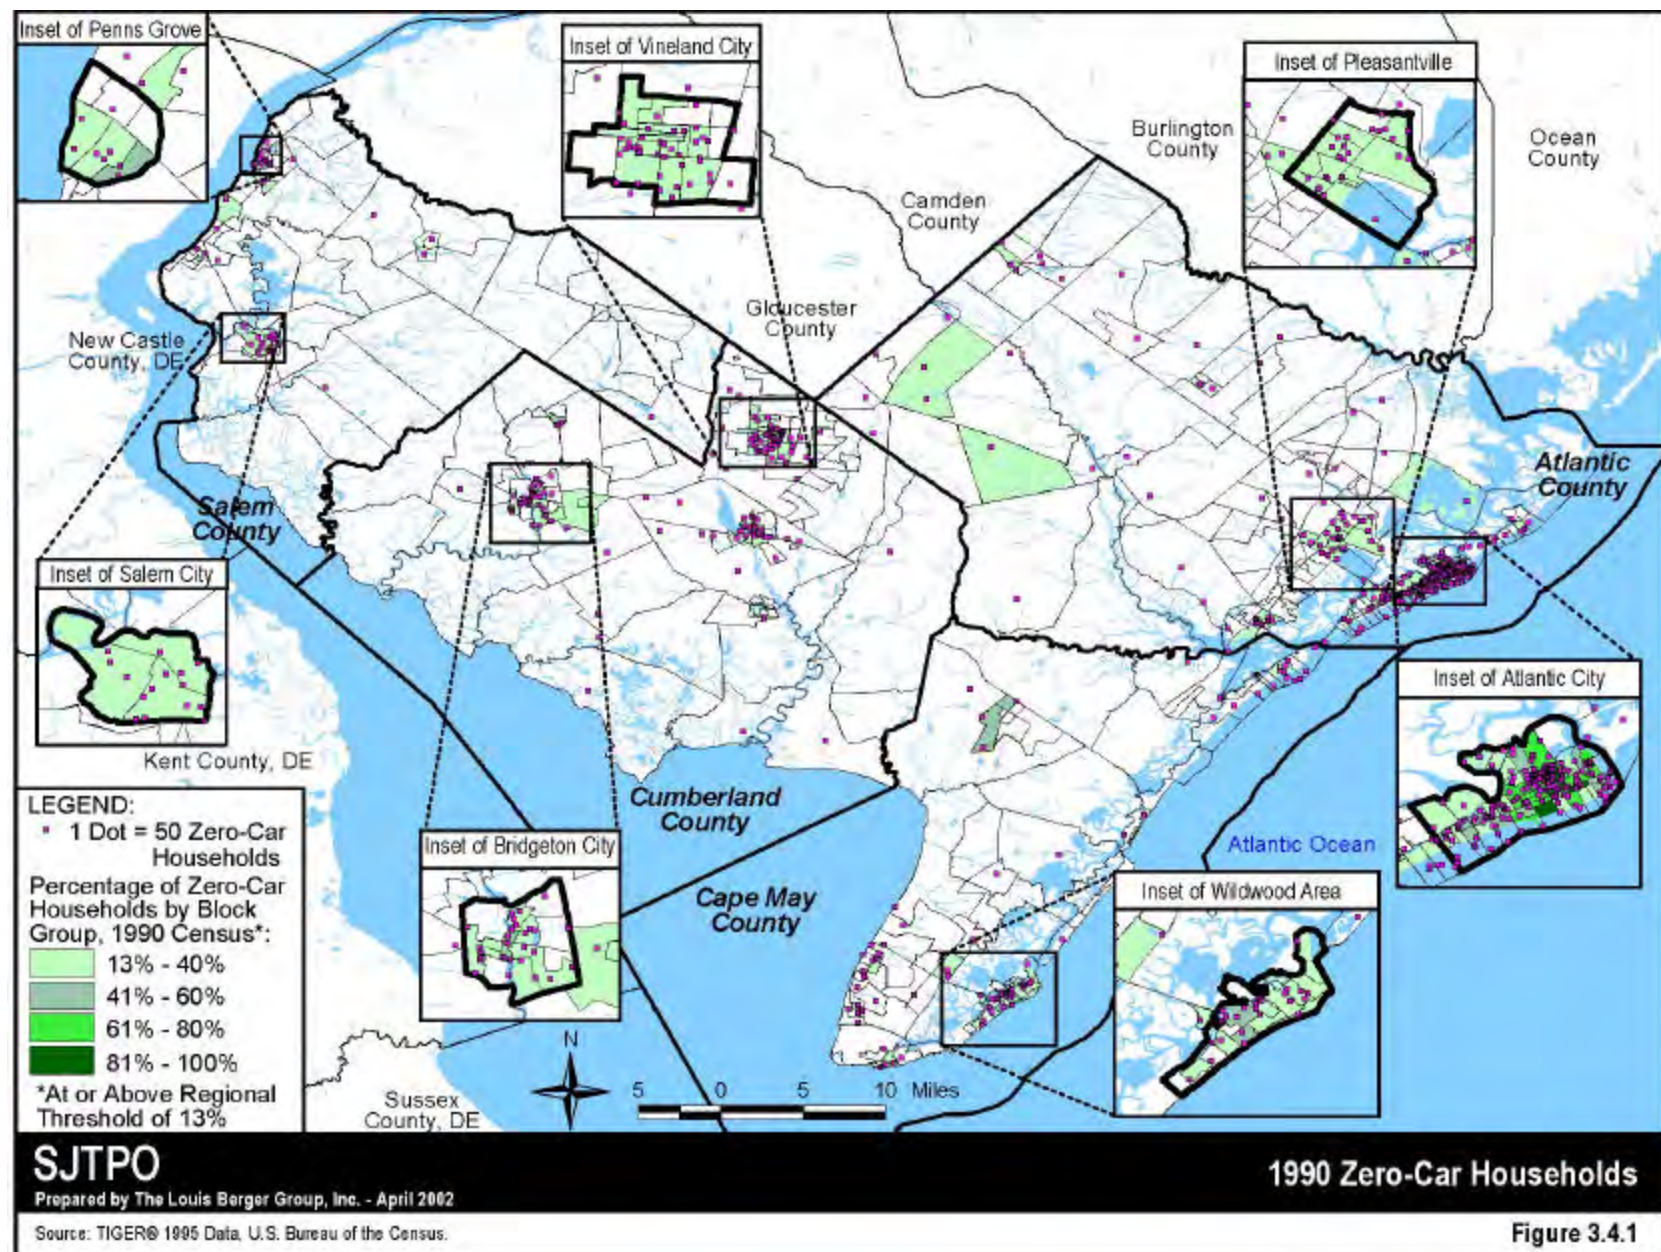 Inset of Penns Grove
Inset of Vineland City
Inset of Pleasantville
Burlington
County
Ocean
County
Camden
County
Gloucester
County
New Castle
County, DE
Atlantic
County
Salem
County
Inset of Salem City
Inset of Atlantic City
Kent County, DE
Cumberland
County
Atlantic Ocean
Inset of Bridgeton City
Cape May
County
Inset of Wildwood Area
LEGEND:
1 Dot = 50 Zero-Car
Households
Percentage of Zero-Car
Households by Block
Group, 1990 Census*:
13% - 40%
41% - 60%
61% - 80%
81% - 100%
*At or Above Regional
Threshold of 13%
N
5 0 5 10 Miles
Sussex
County, DE
SJTPO
1990 Zero-Car Households
Prepared by The Louis Berger Group, Inc. - April 2002
Source: TIGER® 1995 Data, U.S. Bureau of the Census.
Figure 3.4.1